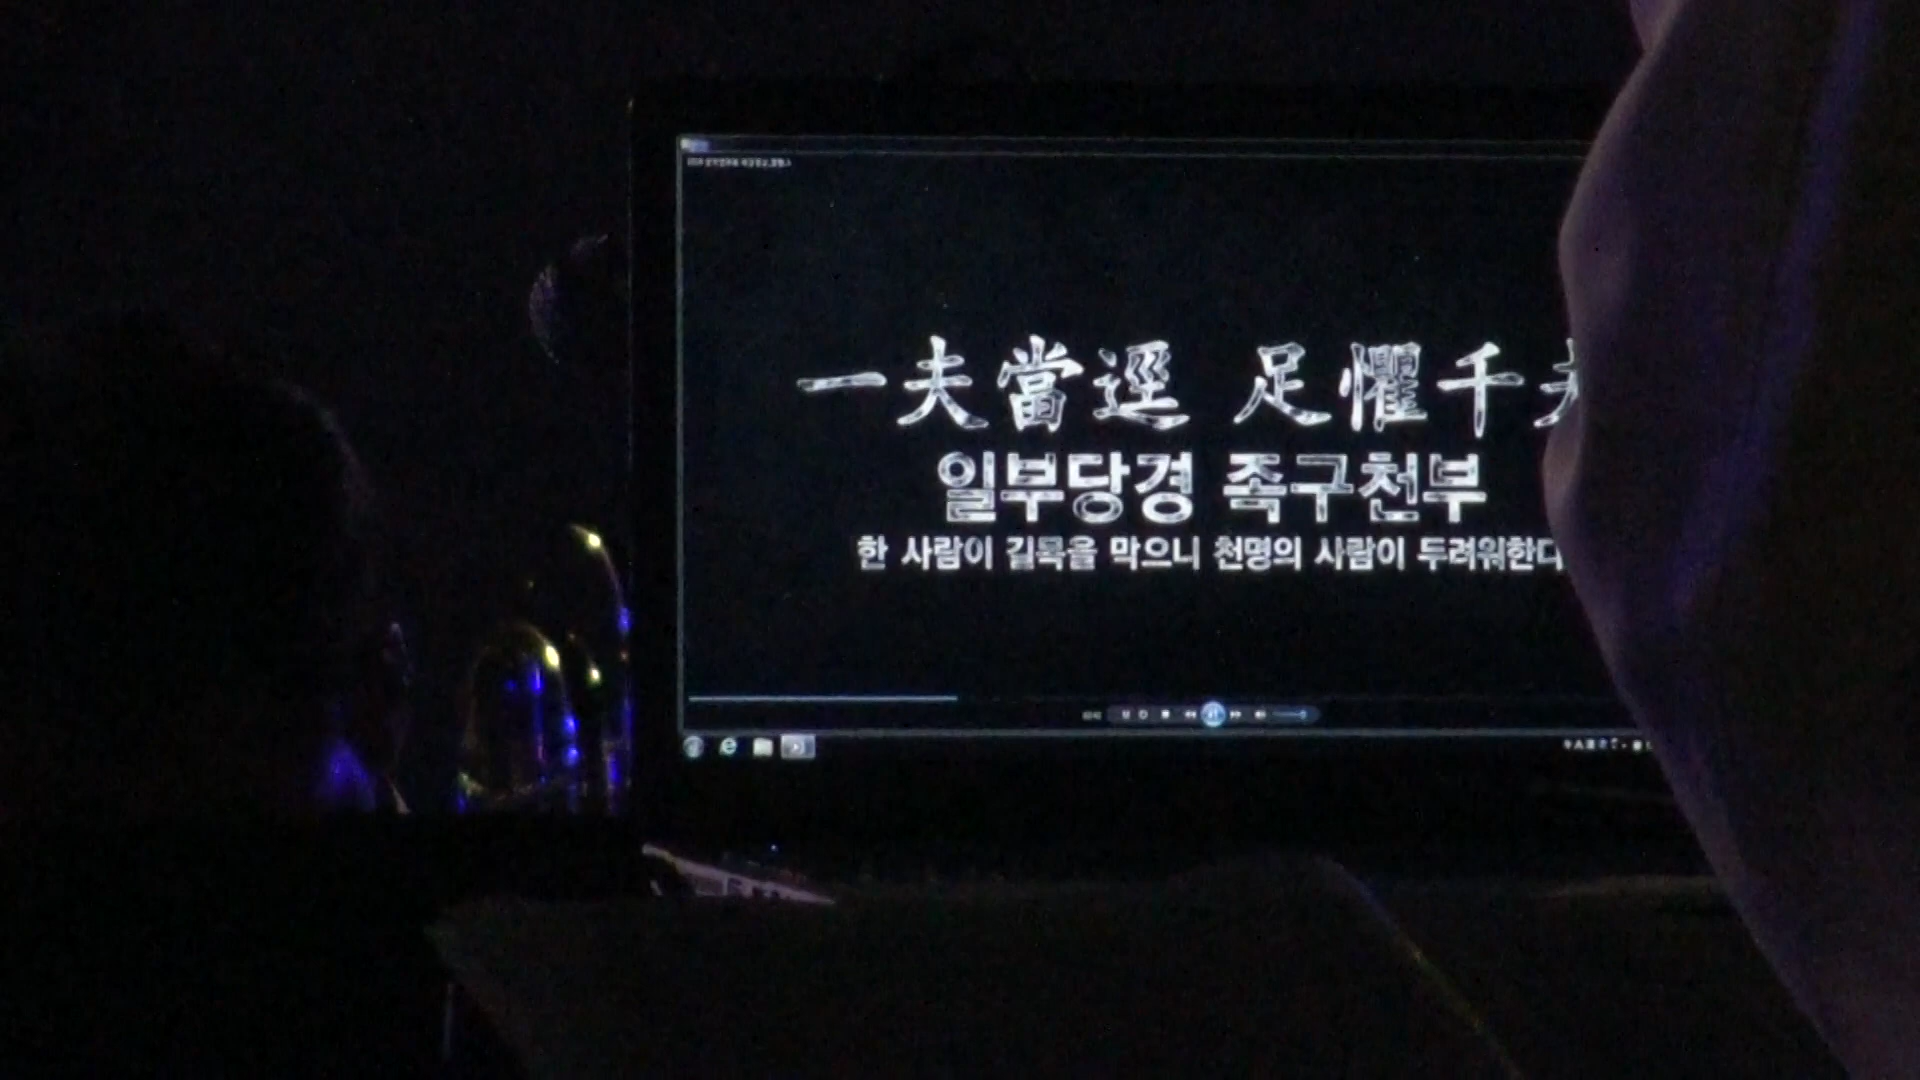 一夫當逕 足懼千夫
일부당경 족구천부
한 사람이 길목을 막으니 천명의 사람이 두려워한다